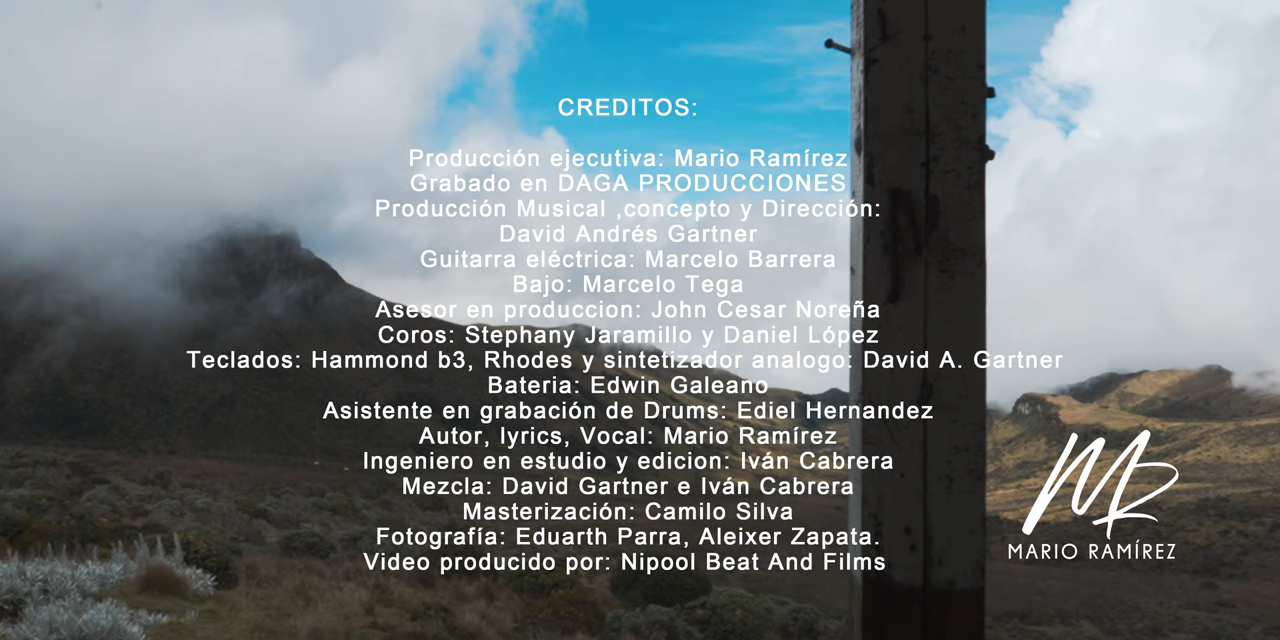 CREDITOS:
Producción ejecutiva: Mario Ramírez
Grabado en DAGA PRODUCCIONES
Producción Musical ,concepto y Dirección:
David Andrés Gartner
Guitarra eléctrica: Marcelo Barrera
Bajo: Marcelo Tega
Asesor en produccion: John Cesar Noreña
Coros: Stephany Jaramillo y Daniel López
Teclados: Hammond b3, Rhodes y sintetizador analogo: David A. Gartner
Bateria: Edwin Galeano
Asistente en grabación de Drums: Ediel Hernandez
Autor, lyrics, Vocal: Mario Ramírez
Ingeniero en estudio y edicion: Iván Cabrera
Mezcla: David Gartner e Iván Cabrera
Masterización: Camilo Silva
Fotografía: Eduarth Parra, Aleixer Zapata.
Video producido por: Nipool Beat And Films
MR
MARIO RAMÍREZ